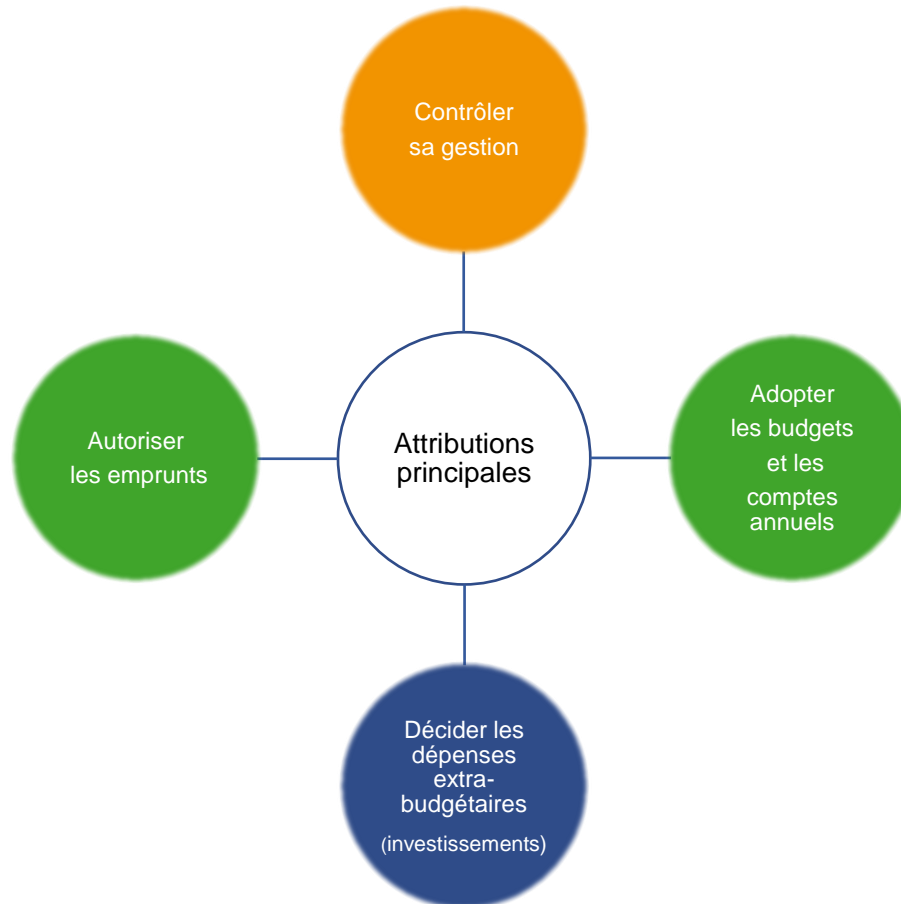 Contrôler
sa gestion
Autoriser
les emprunts
Attributions
principales
Adopter
les budgets
et les
comptes
annuels
Décider les
dépenses
extra-
budgétaires
(investissements)